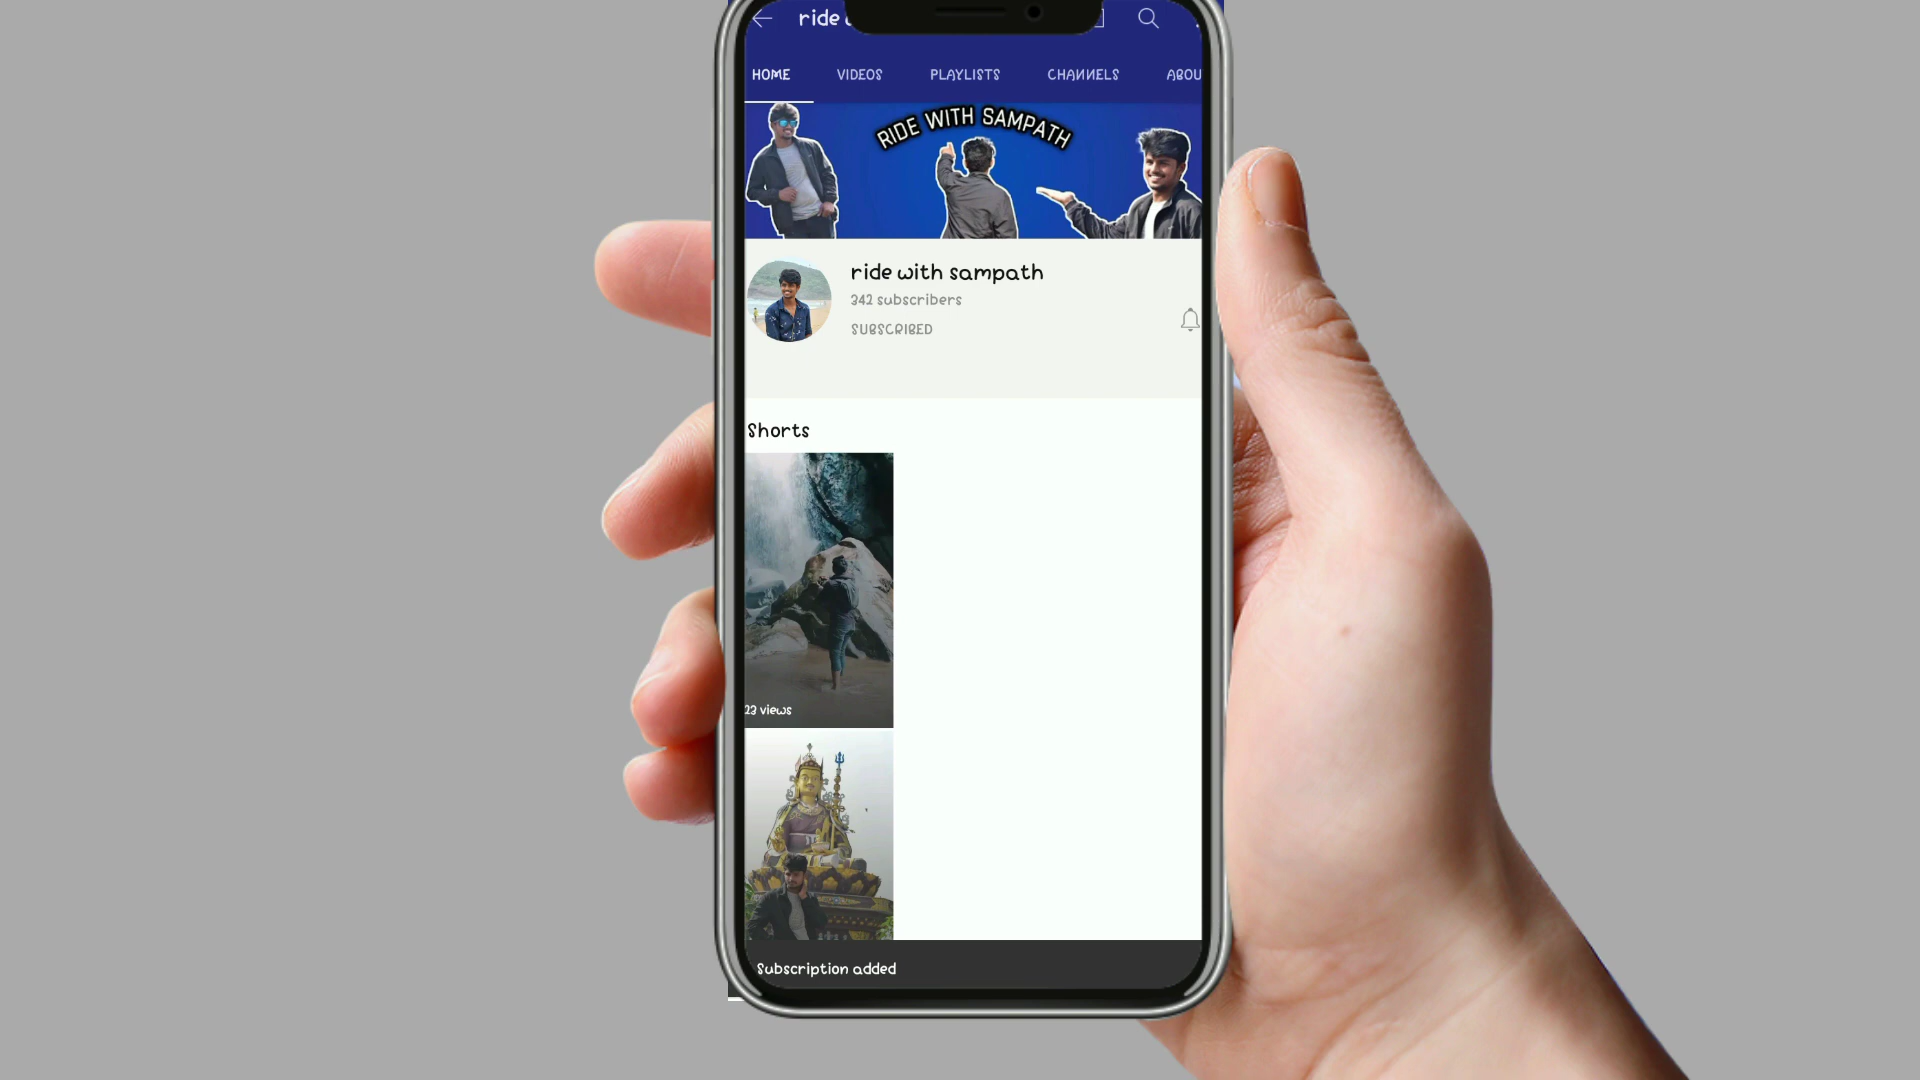 ride
HOME VIDEOS PLAYLISTS CHANNELS ABOU
RIDE WITH SAMPATH
ride with sampath
342 subscribers
SUBSCRIBED
Shorts
23 views
Subscription added